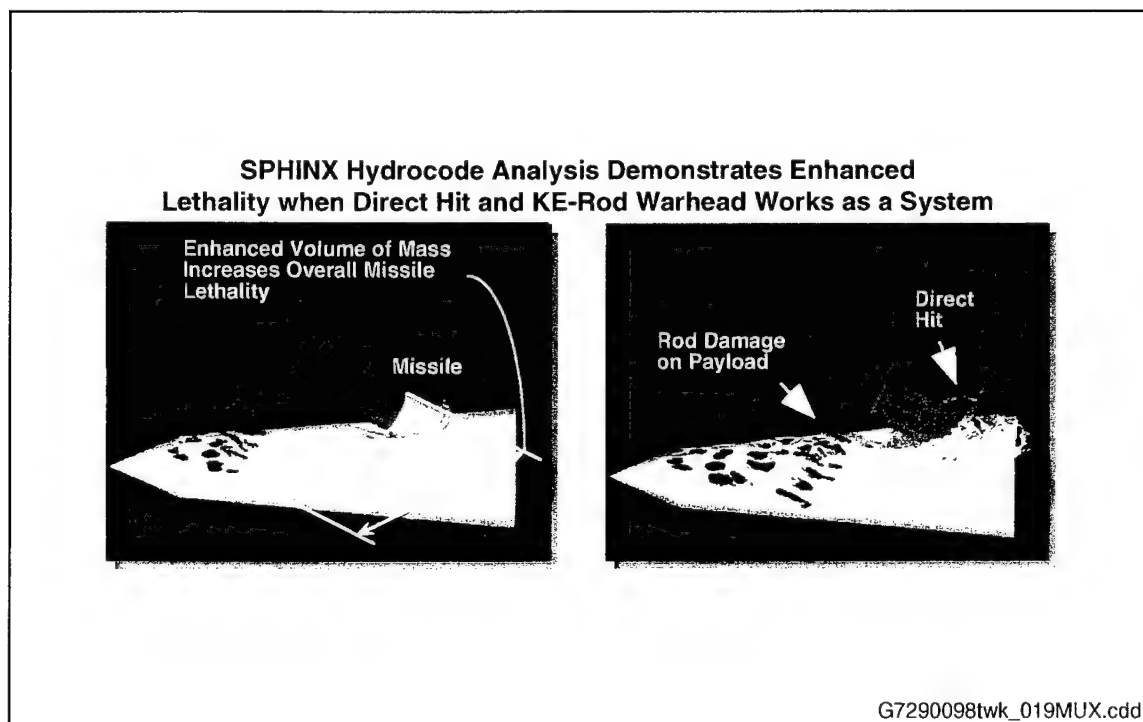 SPHINX Hydrocode Analysis Demonstrates Enhanced
Lethality when Direct Hit and KE-Rod Warhead Works as a System
Enhanced Volume of Mass
Increases Overall Missile
Lethality
Missile
Direct
Hit
Rod Damage
on Payload
G7290098twk_019MUX.cdd